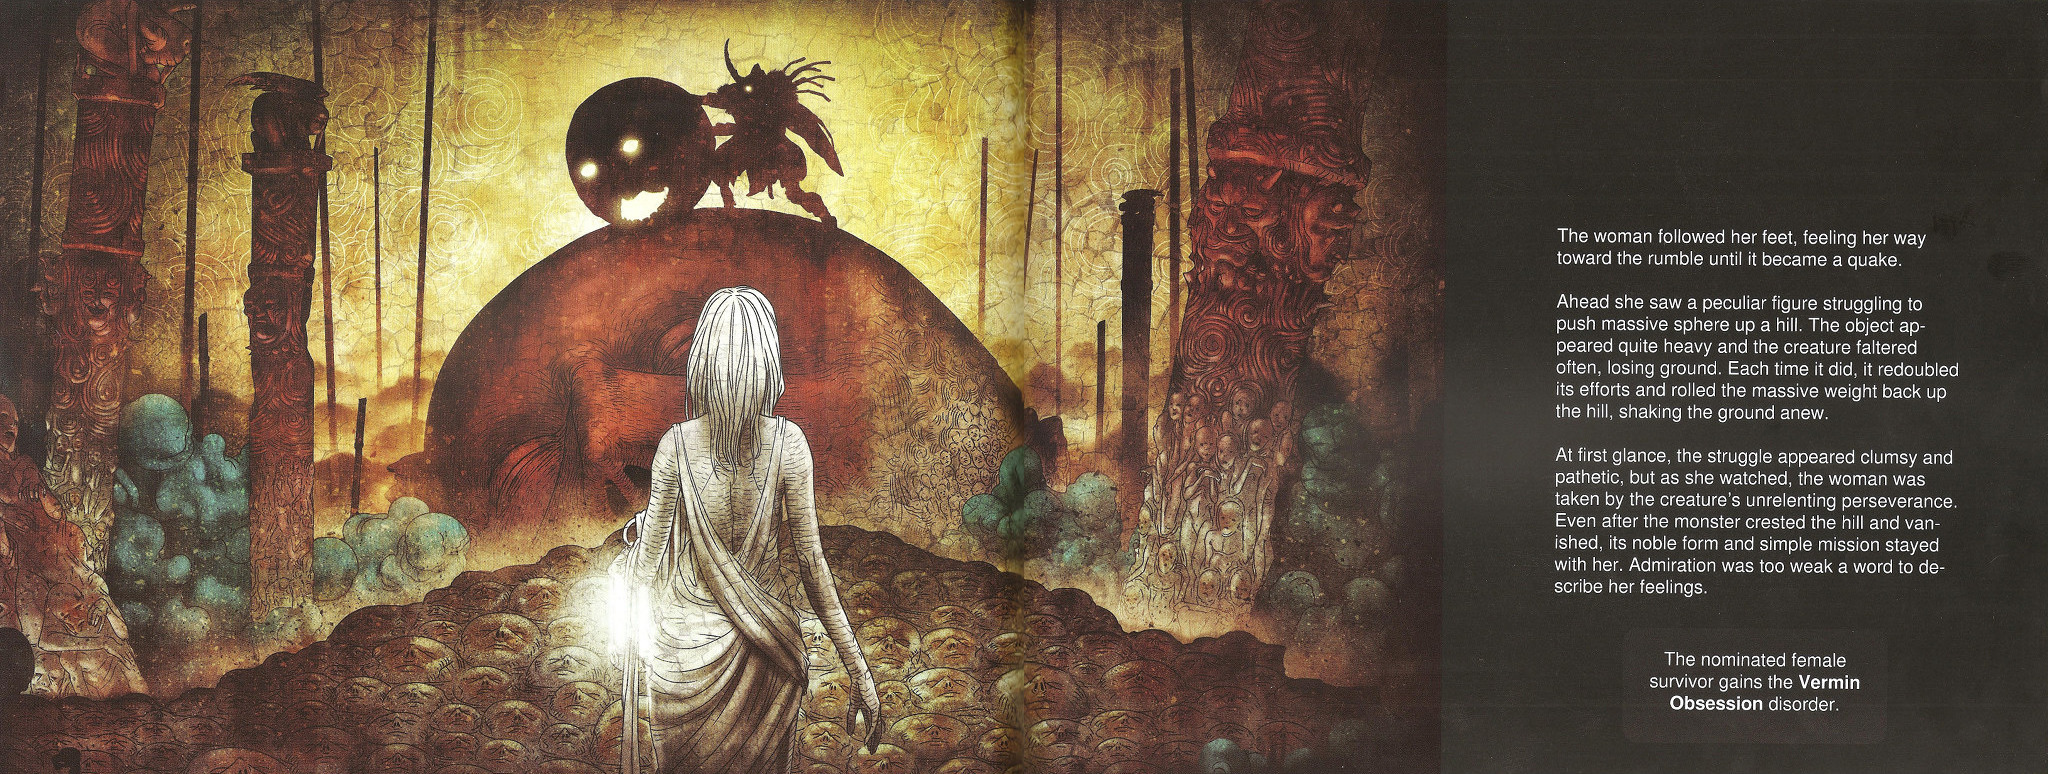 The woman followed her feet, feeling her way
toward the rumble until it became a quake.
Ahead she saw a peculiar figure struggling to
push massive sphere up a hill. The object ap-
peared quite heavy and the creature faltered
often, losing ground. Each time it did, it redoubled
its efforts and rolled the massive weight back up
the hill, shaking the ground anew.
At first glance, the struggle appeared clumsy and
pathetic, but as she watched, the woman was
taken by the creature's unrelenting perseverance.
Even after the monster crested the hill and van-
ished, its noble form and simple mission stayed
with her. Admiration was too weak a word to de-
scribe her feelings.
The nominated female
survivor gains the Vermin
Obsession disorder.